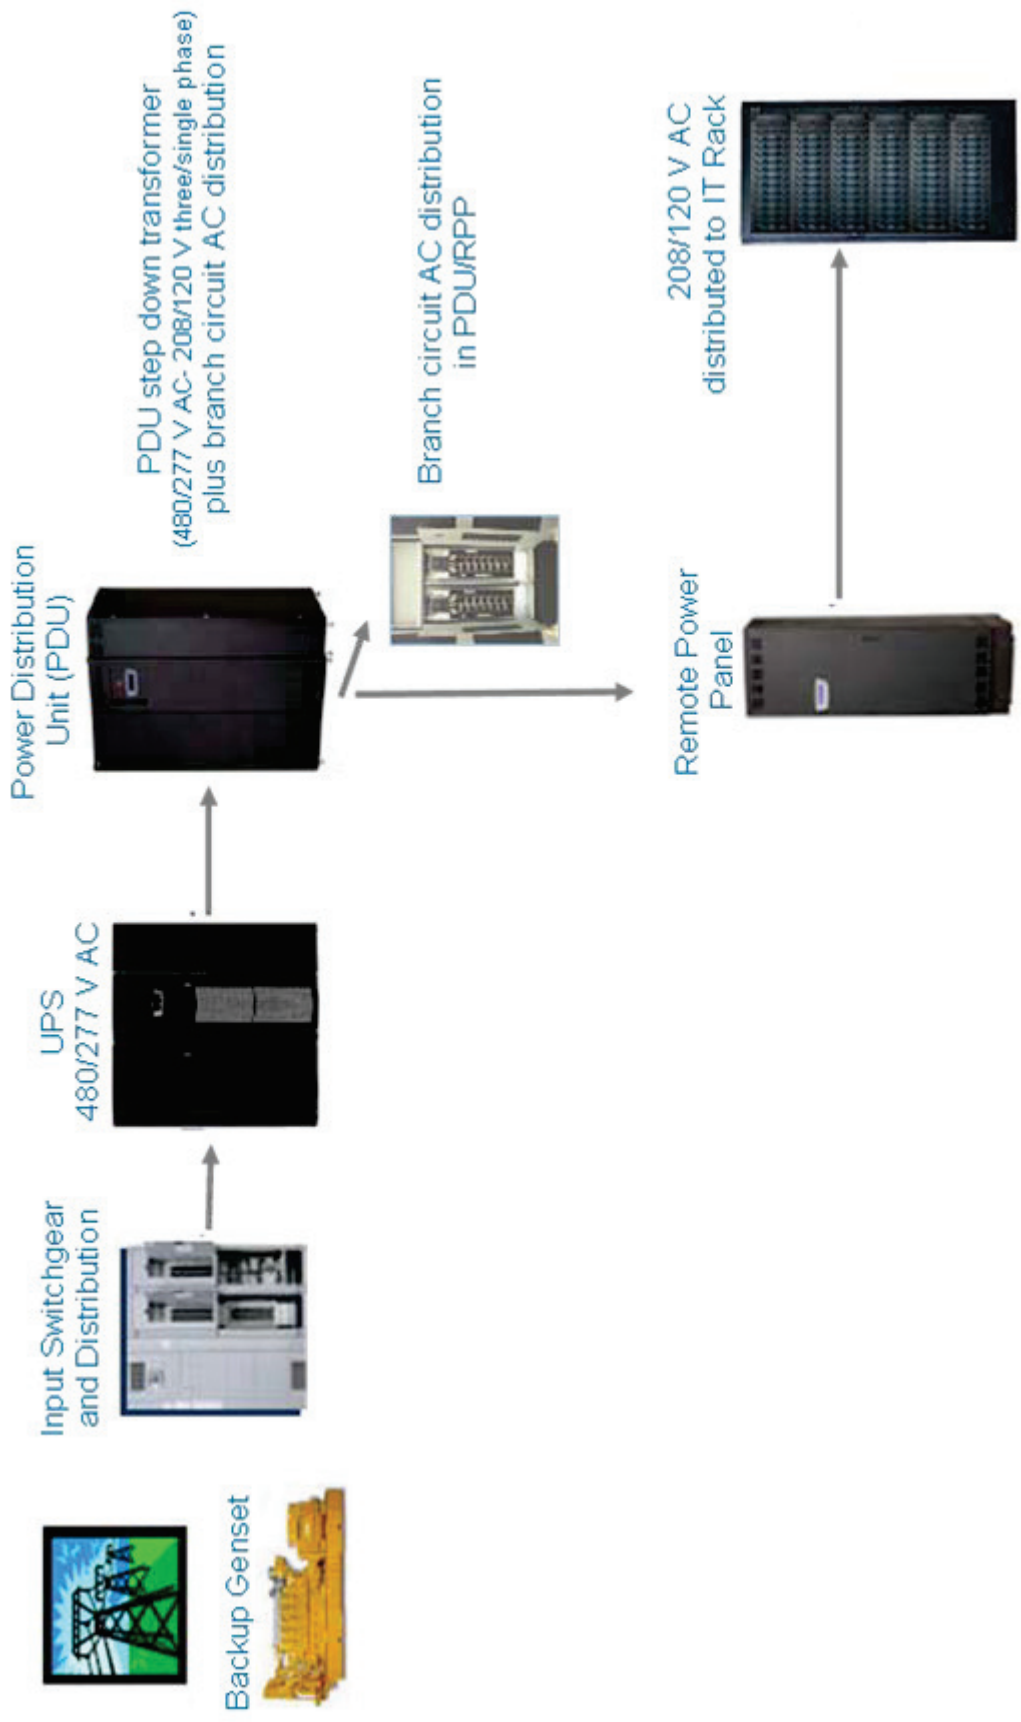 Backup Genset
Input Switchgear
and Distribution
UPS
480/277 V AC
Power Distribution
Unit (PDU)
PDU step down transformer
(480/277 V AC- 208/120 V three/single phase)
plus branch circuit AC distribution
Branch circuit AC distribution
in PDU/RPP
Remote Power
Panel
208/120 V AC
distributed to IT Rack